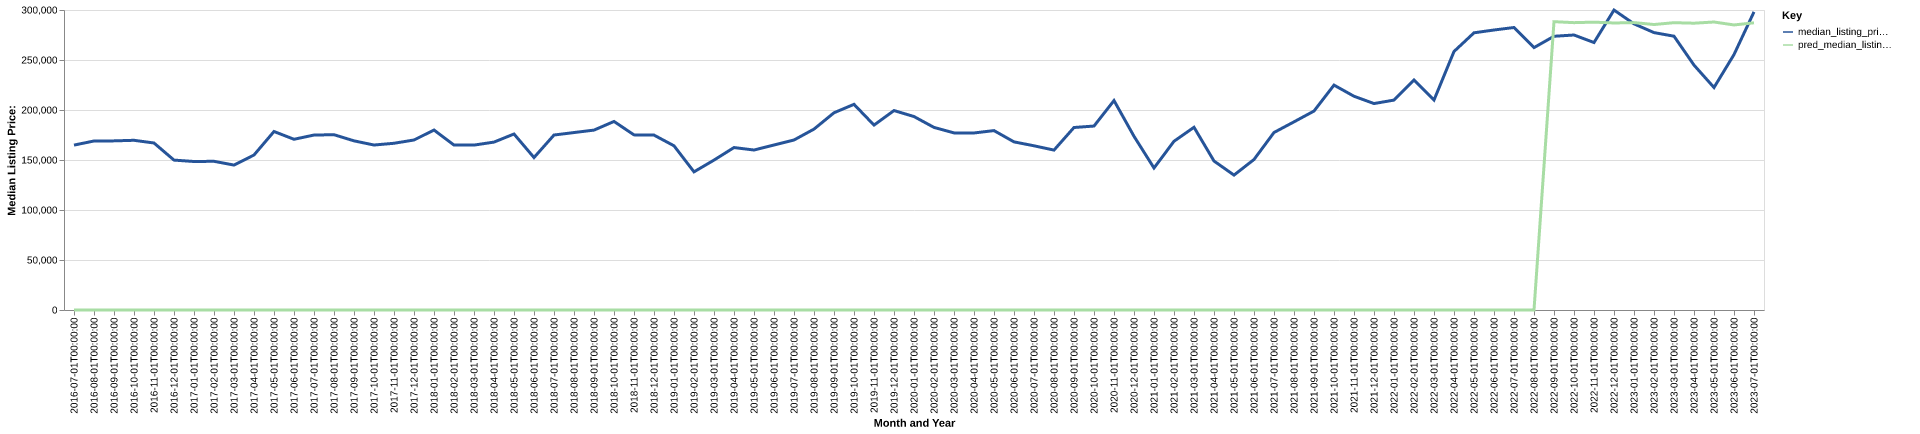 300,000
250,000
200,000
150,000
100,000
50,000
0
Median Listing Price:
2016-07-01T00:00:00
2016-08-01T00:00:00
2016-09-01T00:00:00
2016-10-01T00:00:00
2016-11-01T00:00:00
2016-12-01T00:00:00
2017-01-01T00:00:00
2017-02-01T00:00:00
2017-03-01T00:00:00
2017-04-01T00:00:00
2017-05-01T00:00:00
2017-06-01T00:00:00
2017-07-01T00:00:00
2017-08-01T00:00:00
2017-09-01T00:00:00
2017-10-01T00:00:00
2017-11-01T00:00:00
2017-12-01T00:00:00
2018-01-01T00:00:00
2018-02-01T00:00:00
2018-03-01T00:00:00
2018-04-01T00:00:00
2018-05-01T00:00:00
2018-06-01T00:00:00
2018-07-01T00:00:00
2018-08-01T00:00:00
2018-09-01T00:00:00
2018-10-01T00:00:00
2018-11-01T00:00:00
2018-12-01T00:00:00
2019-01-01T00:00:00
2019-02-01T00:00:00
2019-03-01T00:00:00
2019-04-01T00:00:00
2019-05-01T00:00:00
2019-06-01T00:00:00
2019-07-01T00:00:00
2019-08-01T00:00:00
2019-09-01T00:00:00
2019-10-01T00:00:00
2019-11-01T00:00:00
2019-12-01T00:00:00
2020-01-01T00:00:00
2020-02-01T00:00:00
2020-03-01T00:00:00
2020-04-01T00:00:00
2020-05-01T00:00:00
2020-06-01T00:00:00
2020-07-01T00:00:00
2020-08-01T00:00:00
2020-09-01T00:00:00
2020-10-01T00:00:00
2020-11-01T00:00:00
2020-12-01T00:00:00
2021-01-01T00:00:00
2021-02-01T00:00:00
2021-03-01T00:00:00
2021-04-01T00:00:00
2021-05-01T00:00:00
2021-06-01T00:00:00
2021-07-01T00:00:00
2021-08-01T00:00:00
2021-09-01T00:00:00
2021-10-01T00:00:00
2021-11-01T00:00:00
2021-12-01T00:00:00
2022-01-01T00:00:00
2022-02-01T00:00:00
2022-03-01T00:00:00
2022-04-01T00:00:00
2022-05-01T00:00:00
2022-06-01T00:00:00
2022-07-01T00:00:00
2022-08-01T00:00:00
2022-09-01T00:00:00
2022-10-01T00:00:00
2022-11-01T00:00:00
2022-12-01T00:00:00
2023-01-01T00:00:00
2023-02-01T00:00:00
2023-03-01T00:00:00
2023-04-01T00:00:00
2023-05-01T00:00:00
2023-06-01T00:00:00
2023-07-01T00:00:00
Month and Year
Key
median_listing_pri…
pred_median_listin…